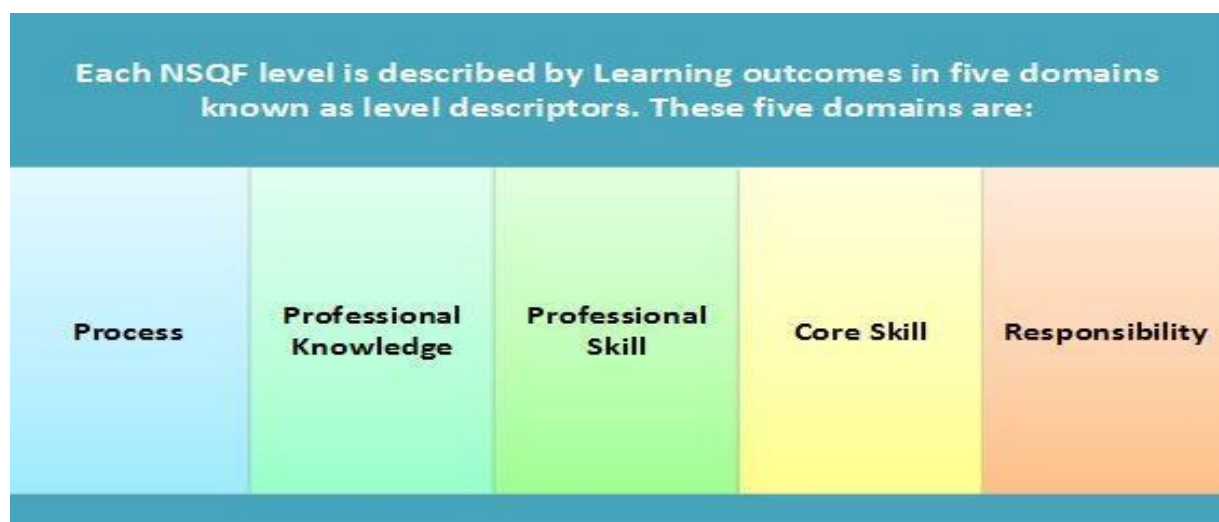 Each NSQF level is described by Learning outcomes in five domains
known as level descriptors. These five domains are:
Process
Professional
Knowledge
Professional
Skill
Core Skill
Responsibility